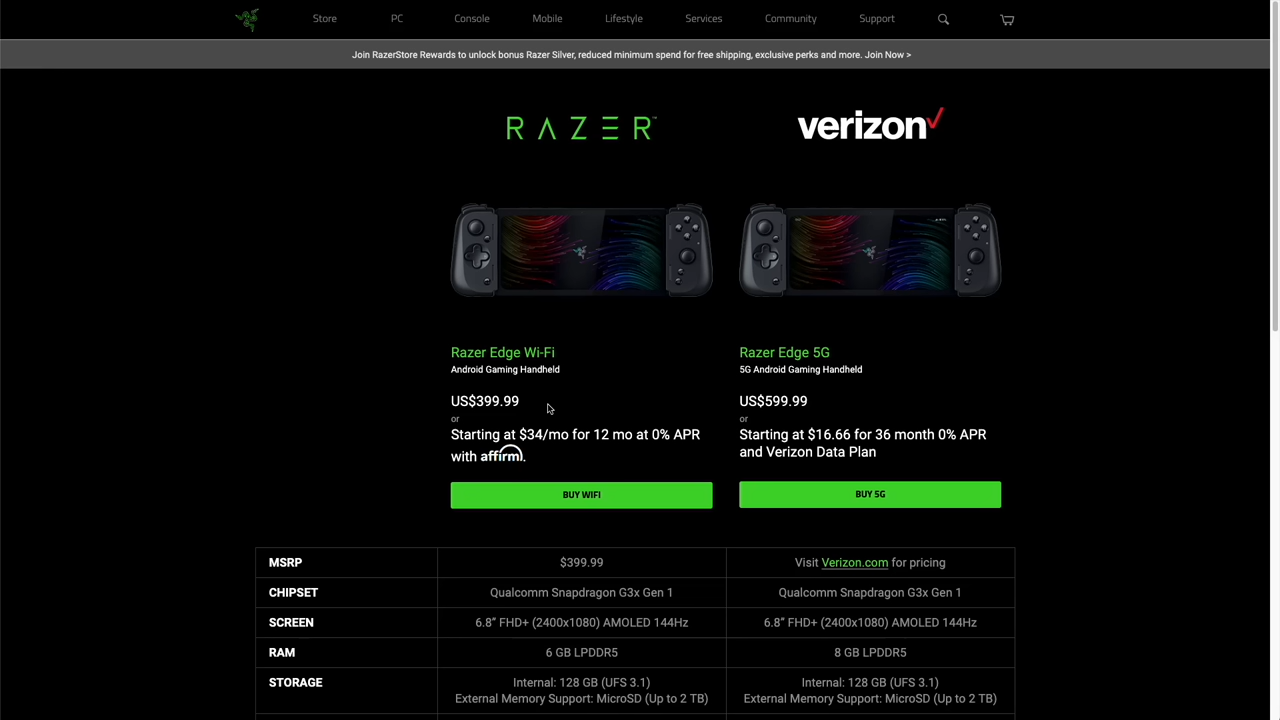 Store PC Console Mobile Lifestyle Services Community Support
Join RazerStore Rewards to unlock bonus Razer Silver, reduced minimum spend for free shipping, exclusive perks and more. Join Now >
RAZER™ verizon
Razer Edge Wi-Fi
Android Gaming Handheld
US$399.99
or
Starting at $34/mo for 12 mo at 0% APR
with affirm.
BUY WIFI
Razer Edge 5G
5G Android Gaming Handheld
US$599.99
or
Starting at $16.66 for 36 month 0% APR
and Verizon Data Plan
BUY 5G
MSRP $399.99 Visit Verizon.com for pricing
CHIPSET Qualcomm Snapdragon G3x Gen 1 Qualcomm Snapdragon G3x Gen 1
SCREEN 6.8” FHD+ (2400x1080) AMOLED 144Hz 6.8” FHD+ (2400x1080) AMOLED 144Hz
RAM 6 GB LPDDR5 8 GB LPDDR5
STORAGE Internal: 128 GB (UFS 3.1) Internal: 128 GB (UFS 3.1)
External Memory Support: MicroSD (Up to 2 TB) External Memory Support: MicroSD (Up to 2 TB)